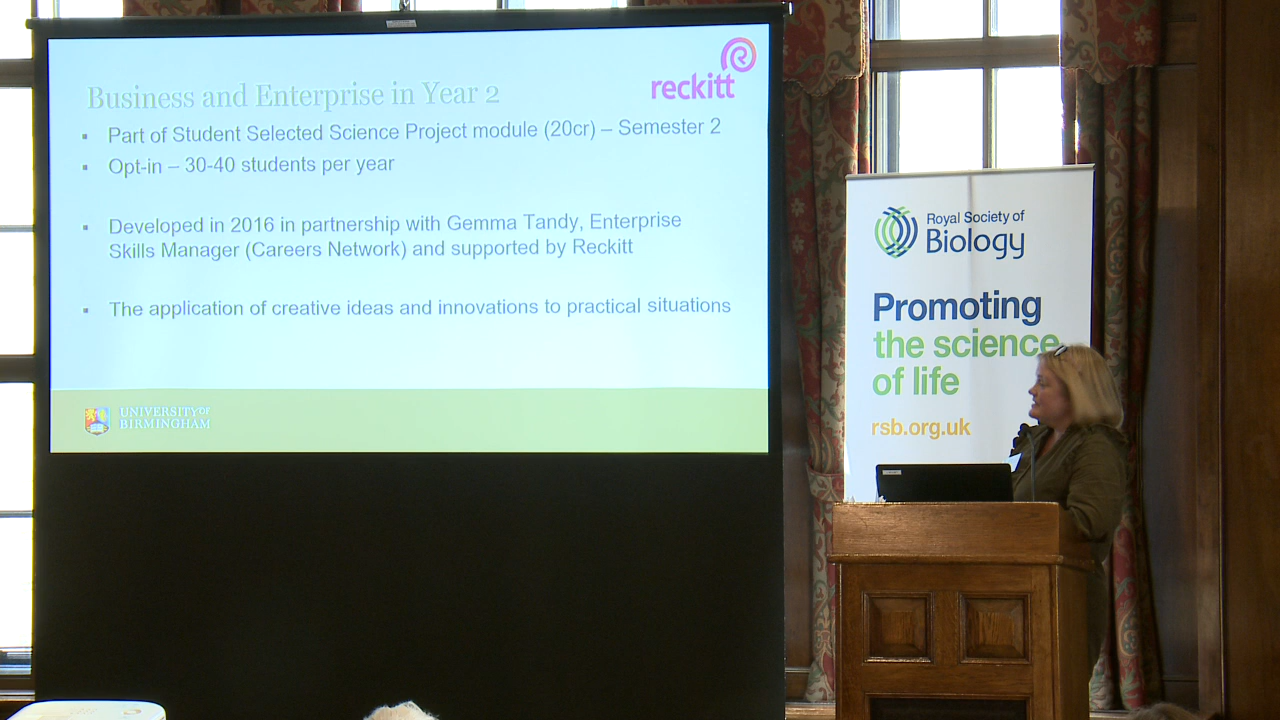 reckitt
Business and Enterprise in Year 2
▪ Part of Student Selected Science Project module (20cr) – Semester 2
▪ Opt-in – 30-40 students per year
▪ Developed in 2016 in partnership with Gemma Tandy, Enterprise
Skills Manager (Careers Network) and supported by Reckitt
▪ The application of creative ideas and innovations to practical situations
UNIVERSITY OF
BIRMINGHAM
Royal Society of
Biology
Promoting
the science
of life
rsb.org.uk